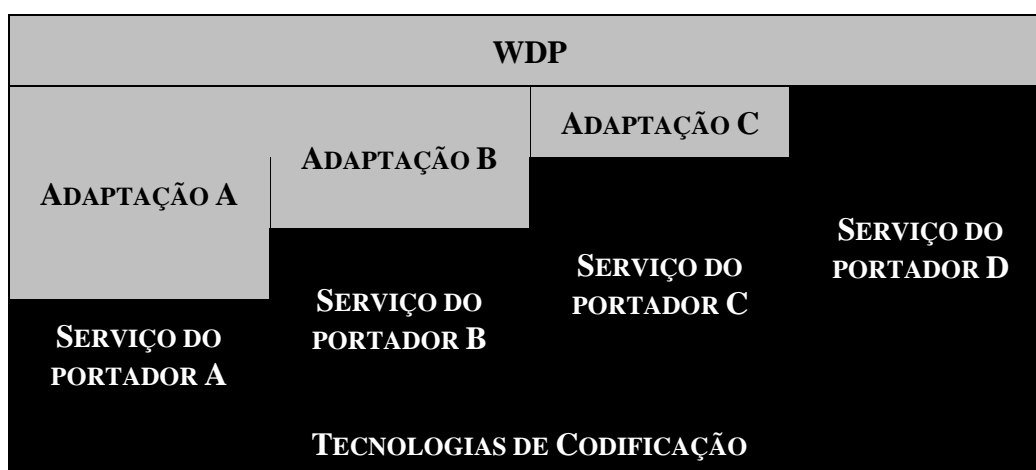 WDP
ADAPTAÇÃO A
ADAPTAÇÃO B
ADAPTAÇÃO C
SERVIÇO DO
PORTADOR A
SERVIÇO DO
PORTADOR B
SERVIÇO DO
PORTADOR C
SERVIÇO DO
PORTADOR D
TECNOLOGIAS DE CODIFICAÇÃO